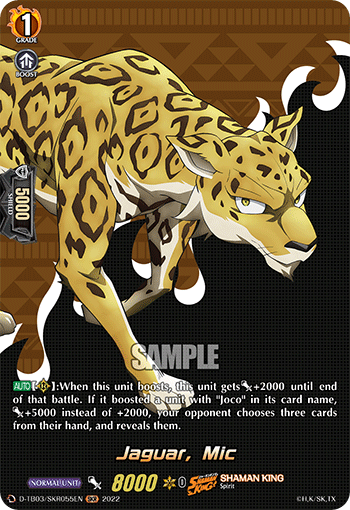 1
GRADE
BOOST
5000
SHIELD
SAMPLE
AUTO [ ]:When this unit boosts, this unit gets +2000 until end
of that battle. If it boosted a unit with "Joco" in its card name,
+5000 instead of +2000, your opponent chooses three cards
from their hand, and reveals them.
Jaguar, Mic
NORMAL UNIT
8000
0
SHAMAN KING
SHAMAN KING
Spirit
D-TB03/SKR055EN
2022
©H.K/SK,TX